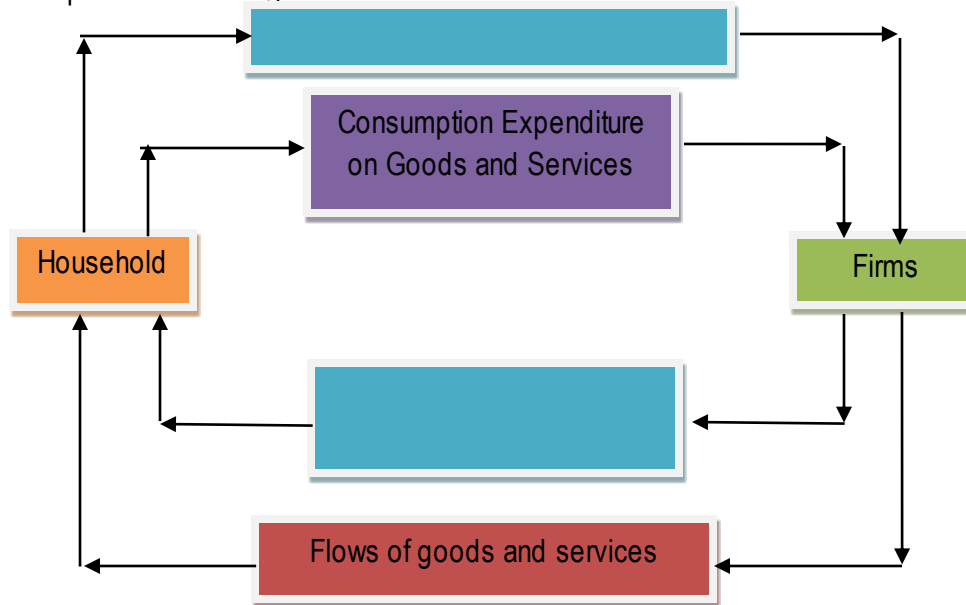 Consumption Expenditure
on Goods and Services
Household
Firms
Flows of goods and services